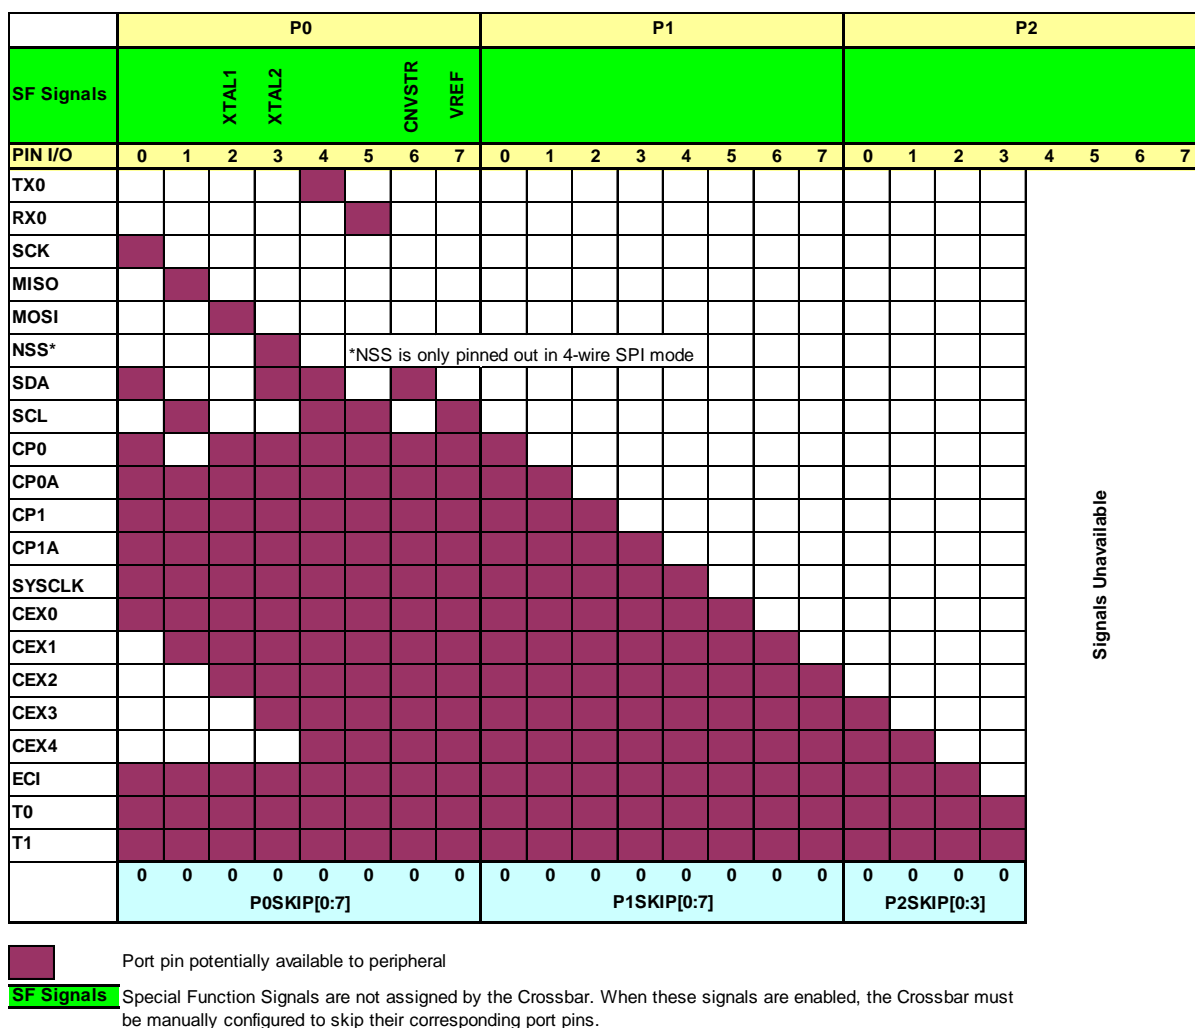 P0 P1 P2
SF Signals XTAL1 XTAL2 CNVSTR VREF
PIN I/O 0 1 2 3 4 5 6 7 0 1 2 3 4 5 6 7 0 1 2 3 4 5 6 7
TX0
RX0
SCK
MISO
MOSI
NSS* *NSS is only pinned out in 4-wire SPI mode
SDA
SCL
CP0
CP0A
CP1
CP1A
SYSCLK
CEX0
CEX1
CEX2
CEX3
CEX4
ECI
T0
T1
Signals Unavailable
0 0 0 0 0 0 0 0 0 0 0 0 0 0 0 0 0 0 0 0
P0SKIP[0:7] P1SKIP[0:7] P2SKIP[0:3]
Port pin potentially available to peripheral
SF Signals Special Function Signals are not assigned by the Crossbar. When these signals are enabled, the Crossbar must
be manually configured to skip their corresponding port pins.